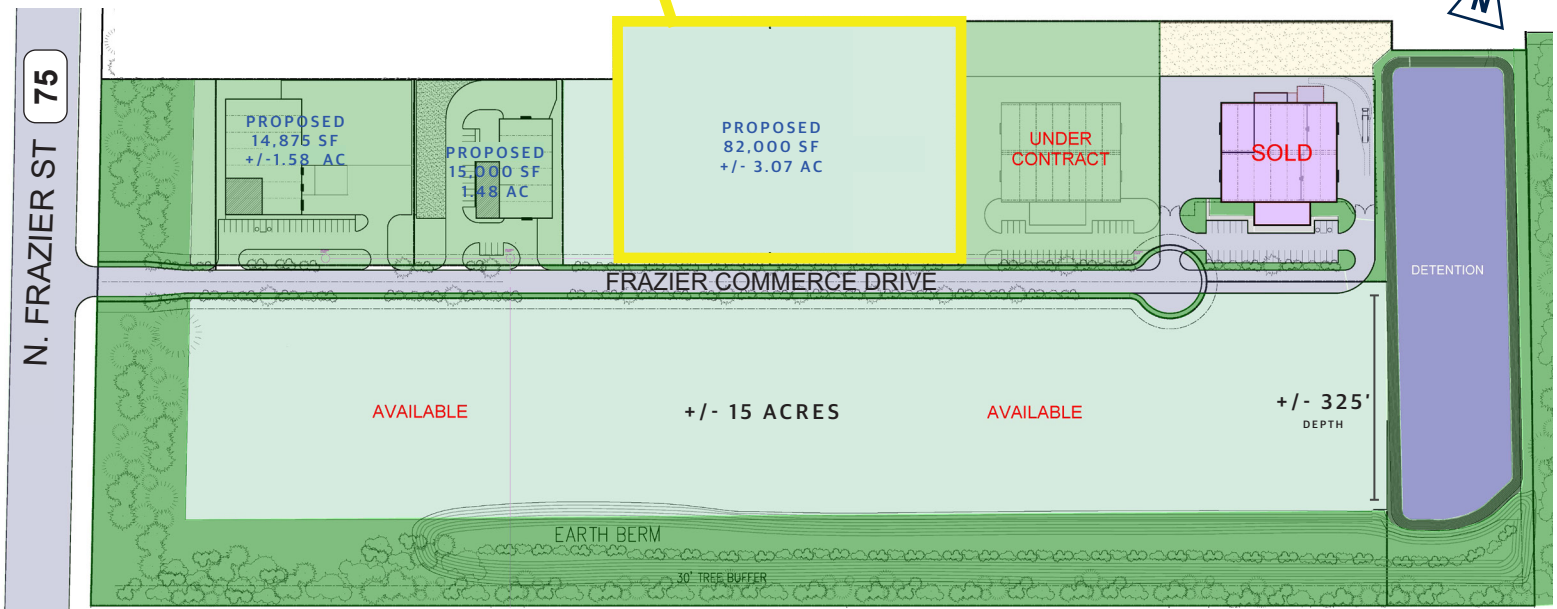 N
N. FRAZIER ST
75
PROPOSED
14,875 SF
+/-1.58 AC
PROPOSED
15,000 SF
1.48 AC
PROPOSED
82,000 SF
+/- 3.07 AC
UNDER
CONTRACT
SOLD
DETENTION
FRAZIER COMMERCE DRIVE
AVAILABLE
+/- 15 ACRES
AVAILABLE
+/- 325'
DEPTH
EARTH BERM
30' TREE BUFFER